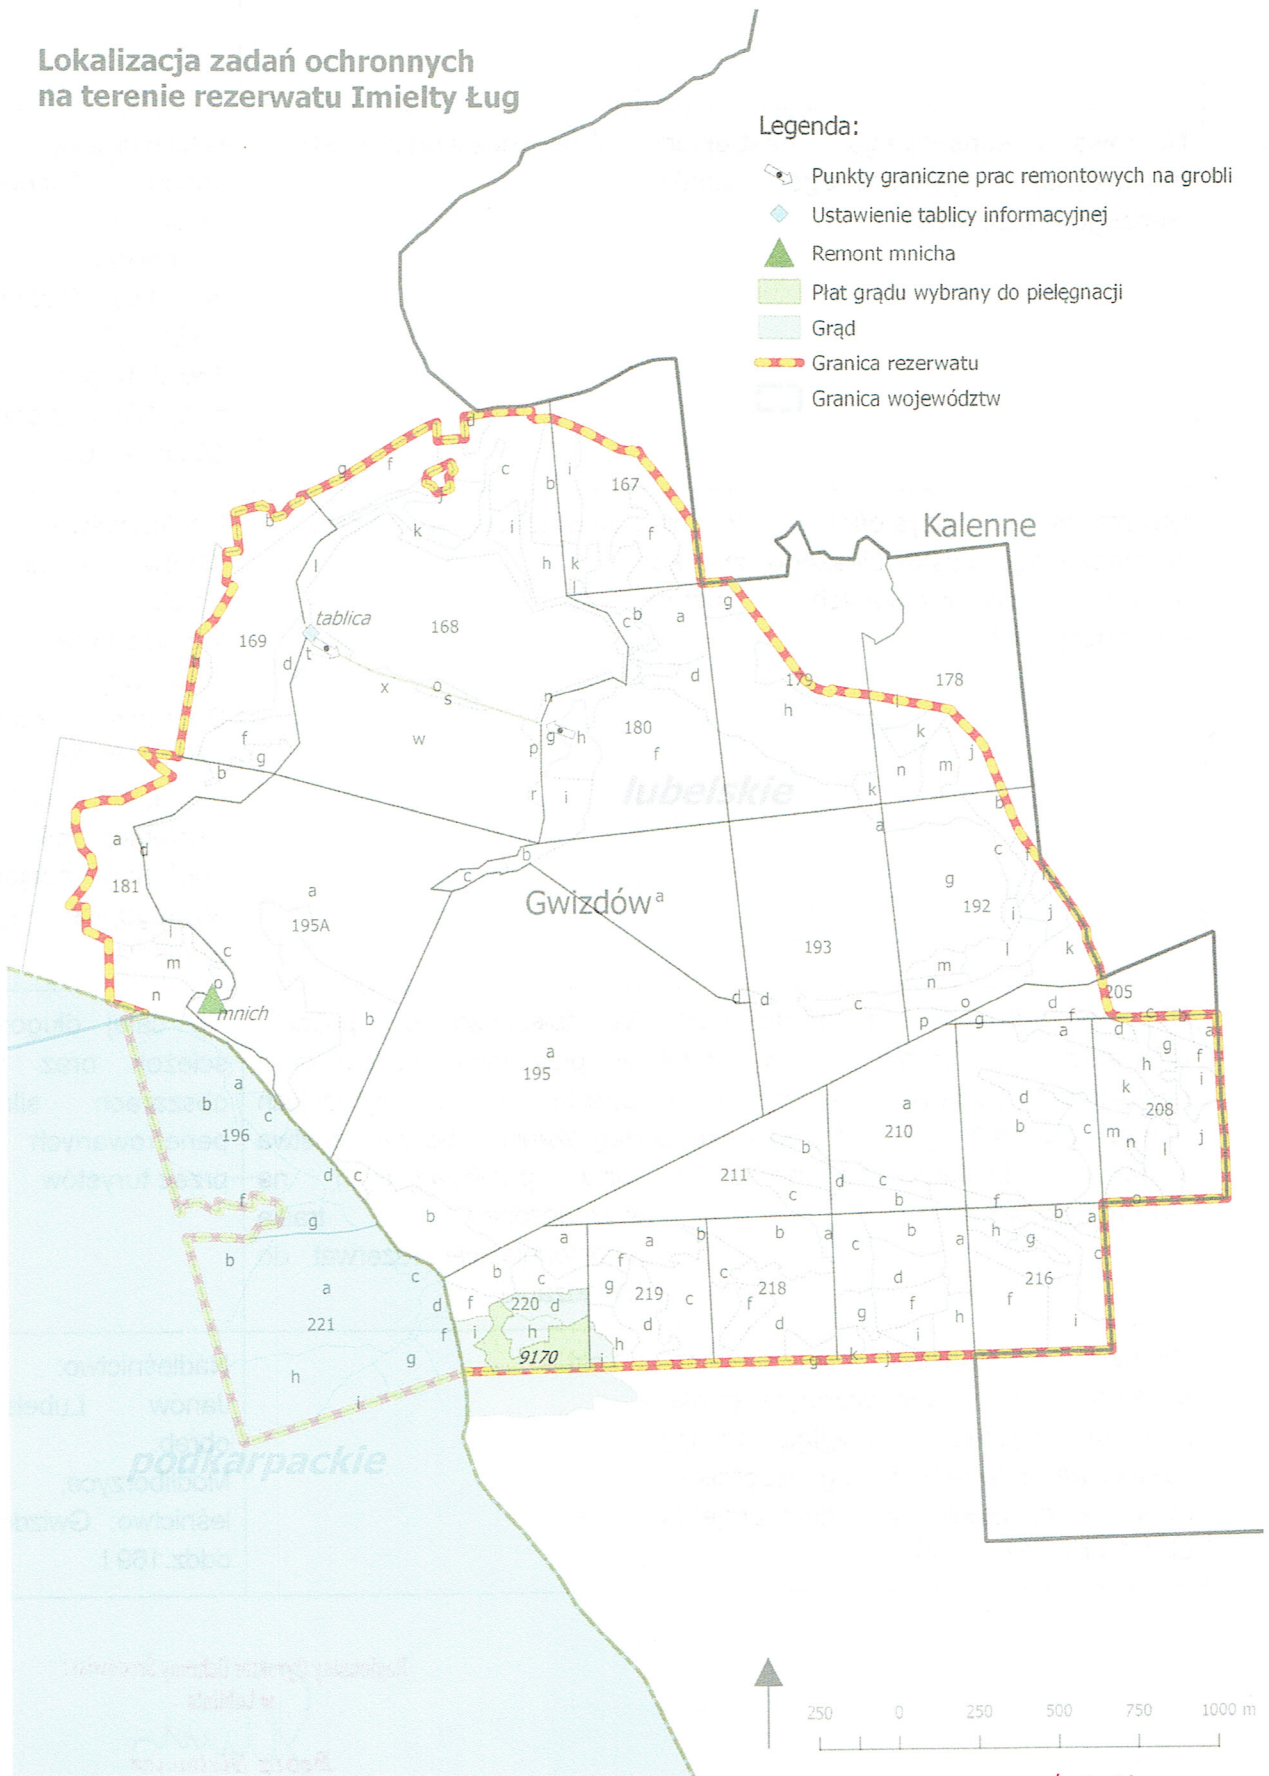 Lokalizacja zadań ochronnych
na terenie rezerwatu Imielty Ług
Legenda:
Punkty graniczne prac remontowych na grobli
Ustawienie tablicy informacyjnej
Remont mnicha
Płat grądu wybrany do pielęgnacji
Grąd
Granica rezerwatu
Granica województw
d
g f c i
b 167
j
b k i f
Kalenne
l h k
l
g
tablica c b a
169 168
t
d d
x o 179 178
s n h l
f w p g h 180 k j
g f n m
b r i lubelskie k
b
a
a d b c f
c g
181 a Gwizdów a 192 i j
195A 193
l c l k
m m
n o d d c n o d 205
mnich b p g f c b
a d a
a g f
195 h i
a k
b c a d 208
196 b 210 b c m n l j
d c 211 d c
f c b f o
g b b a
a a b b a c b a h g
b c b c f c c
a d f 220 d g 219 c f 218 d 216
221 f i h d d g f h f i
g h i
9170 j g k j
h
i
podkarpackie
250 0 250 500 750 1000 m